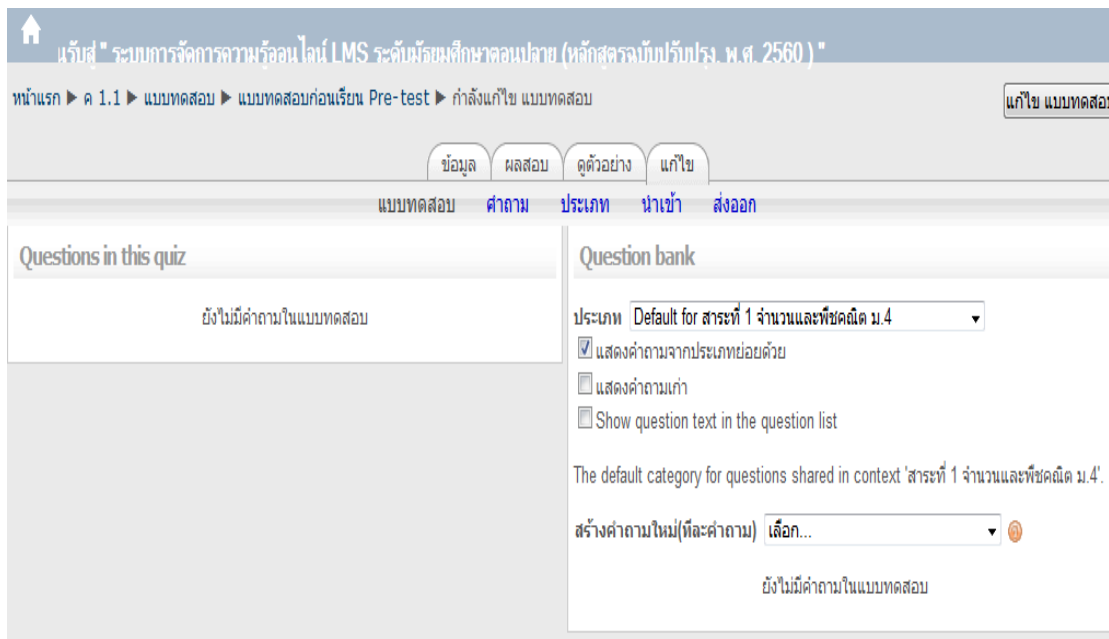 นรับสู่ " ระบบการจัดการความรู้ออนไลน์ LMS ระดับมัธยมศึกษาตอนปลาย (หลักสูตรฉบับปรับปรุง. พ.ศ. 2560 ) "
หน้าแรก ▶ ค 1.1 ▶ แบบทดสอบ ▶ แบบทดสอบก่อนเรียน Pre-test ▶ กำลังแก้ไข แบบทดสอบ
แก้ไข แบบทดสอบ
ข้อมูล ผลสอบ ดูตัวอย่าง แก้ไข
แบบทดสอบ คำถาม ประเภท นำเข้า ส่งออก
Questions in this quiz
ยังไม่มีคำถามในแบบทดสอบ
Question bank
ประเภท Default for สาระที่ 1 จำนวนและพีชคณิต ม.4
แสดงคำถามจากประเภทย่อยด้วย
แสดงคำถามเก่า
Show question text in the question list
The default category for questions shared in context 'สาระที่ 1 จำนวนและพีชคณิต ม.4'.
สร้างคำถามใหม่(ทีละคำถาม) เลือก...
ยังไม่มีคำถามในแบบทดสอบ